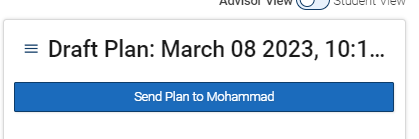 Advisor View Student View
Draft Plan: March 08 2023, 10:1...
Send Plan to Mohammad